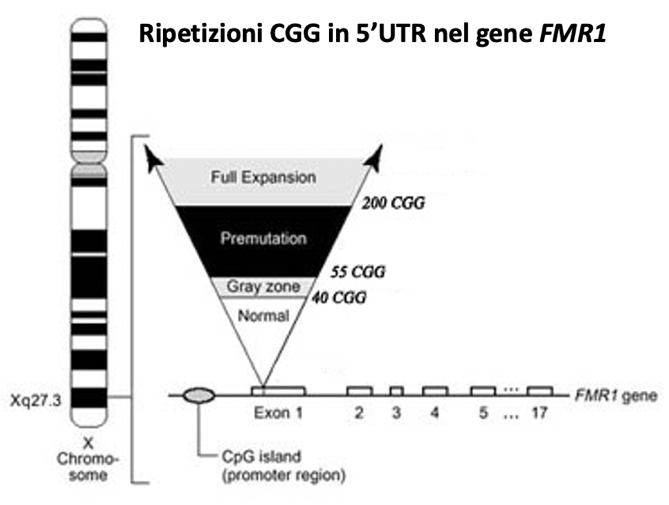 Ripetizioni CGG in 5’UTR nel gene FMR1
Full Expansion
200 CGG
Premutation
55 CGG
Gray zone
40 CGG
Normal
Xq27.3
FMR1 gene
Exon 1
2
3
4
5
...
...
17
X
Chromo-
some
CpG island
(promoter region)